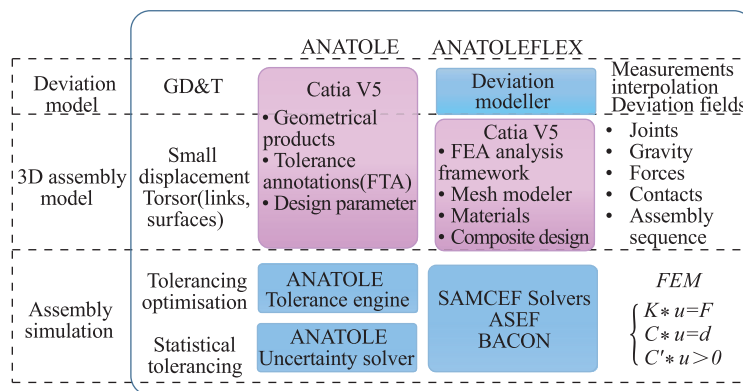 ANATOLE
ANATOLEFLEX
Deviation
model
GD&T
Catia V5
• Geometrical
products
• Tolerance
annotations(FTA)
• Design parameter
Deviation
modeller
Measurements
interpolation
Deviation fields
3D assembly
model
Small
displacement
Torsor(links,
surfaces)
Catia V5
• FEA analysis
framework
• Mesh modeler
• Materials
• Composite design
• Joints
• Gravity
• Forces
• Contacts
• Assembly
sequence
Assembly
simulation
Tolerancing
optimisation
Statistical
tolerancing
ANATOLE
Tolerance engine
ANATOLE
Uncertainty solver
SAMCEF Solvers
ASEF
BACON
FEM
K* u=F
C* u=d
C'* u>0